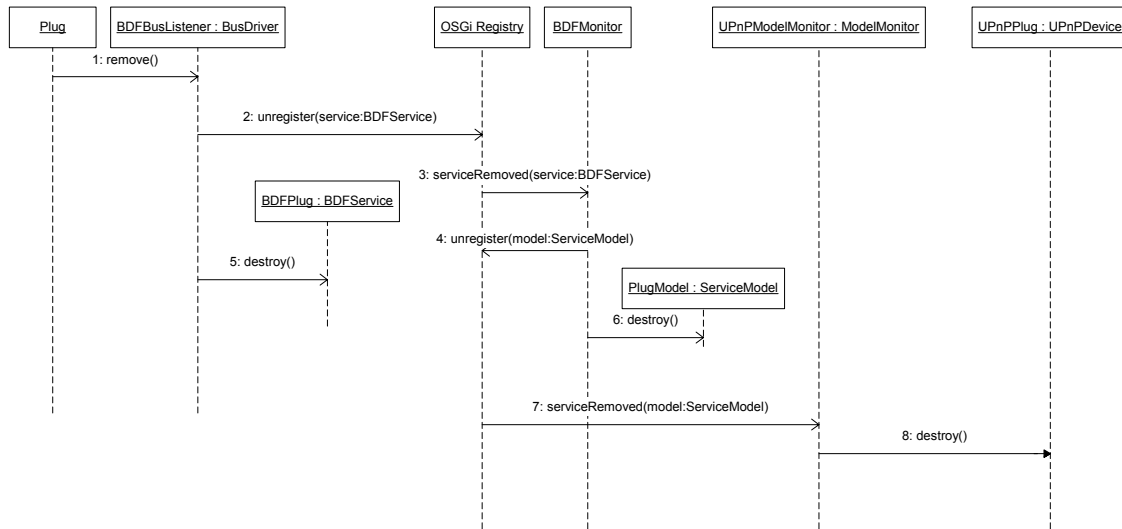 Plug
BDFBusListener : BusDriver
OSGi Registry
BDFMonitor
UPnPModelMonitor : ModelMonitor
UPnPPlug : UPnPDevice
1: remove()
2: unregister(service:BDFService)
3: serviceRemoved(service:BDFService)
BDFPlug : BDFService
4: unregister(model:ServiceModel)
5: destroy()
PlugModel : ServiceModel
6: destroy()
7: serviceRemoved(model:ServiceModel)
8: destroy()